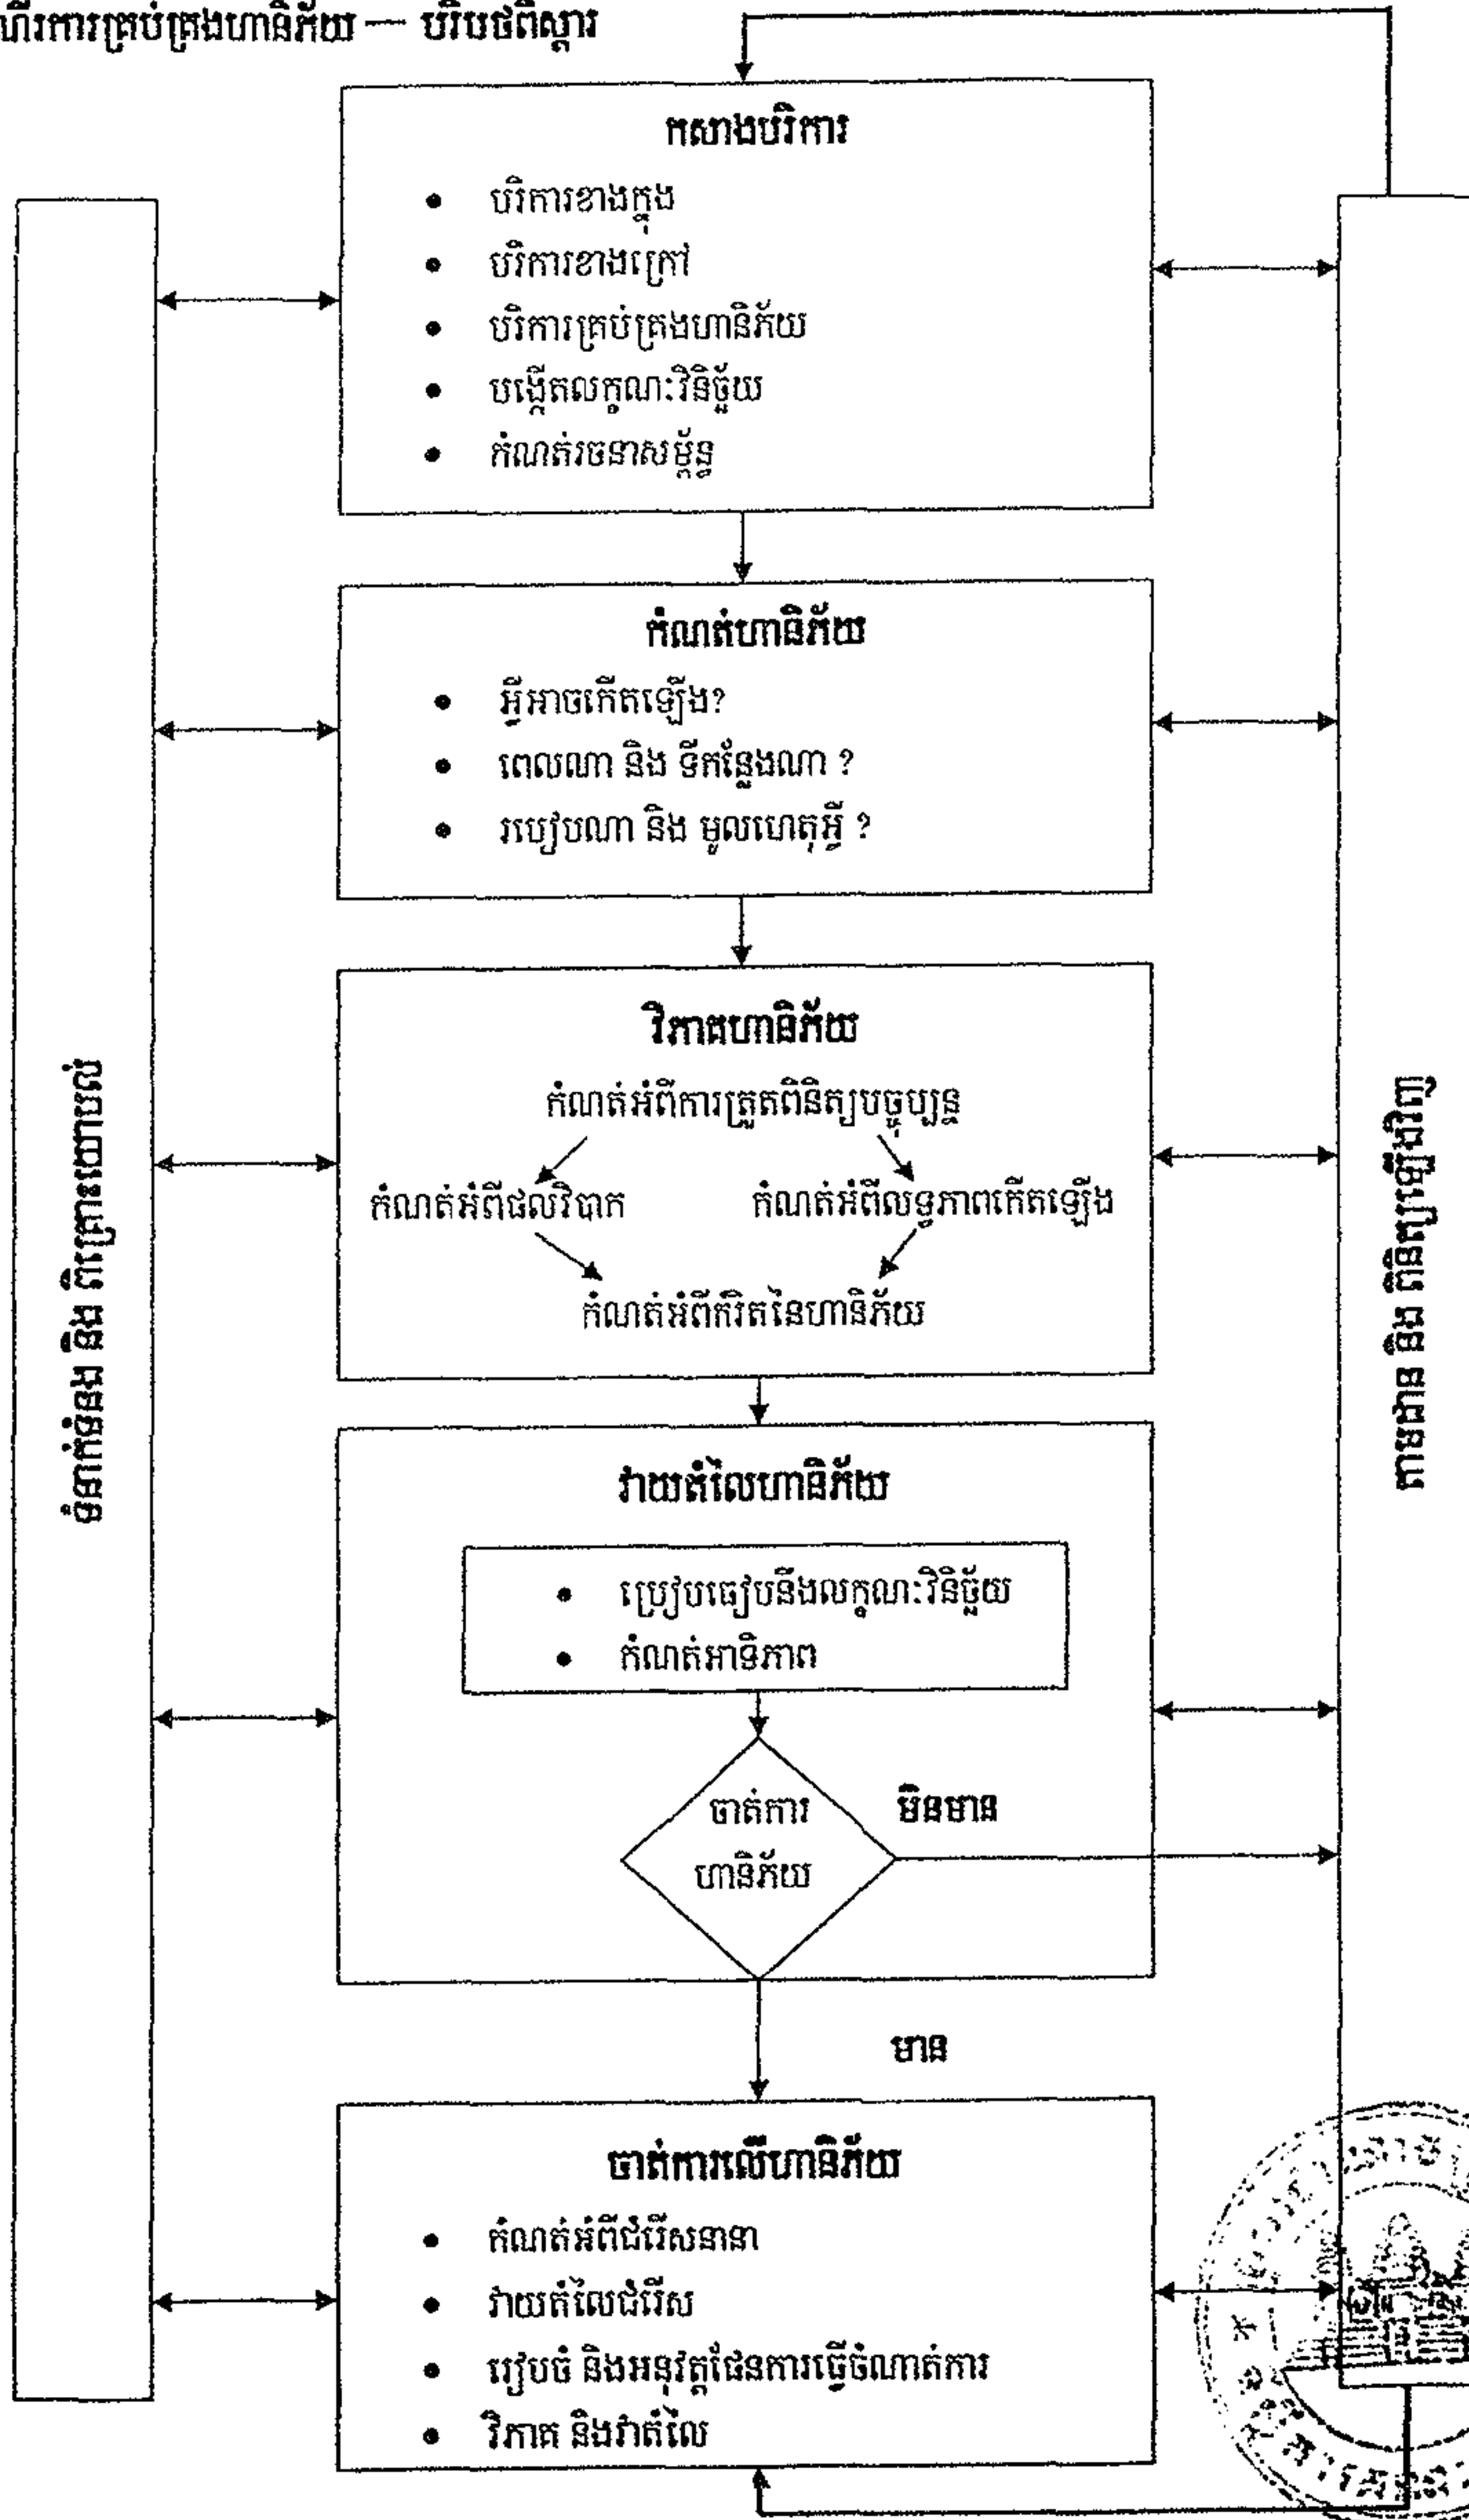 ការគ្រប់គ្រងហានិភ័យ — បរិបថពិស្តារ
កសាងបរិការ
• បរិការខាងក្នុង
• បរិការខាងក្រៅ
• បរិការគ្រប់គ្រងហានិភ័យ
• បង្កើតលក្ខណៈវិនិច្ឆ័យ
• កំណត់រចនាសម្ព័ន្ធ
កំណត់ហានិភ័យ
• អ្វីអាចកើតឡើង?
• ពេលណា និង ទីកន្លែងណា ?
• របៀបណា និង មូលហេតុអ្វី ?
វិភាគហានិភ័យ
កំណត់អំពីការត្រួតពិនិត្យបច្ចុប្បន្ន
កំណត់អំពីផលវិបាក
កំណត់អំពីលទ្ធភាពកើតឡើង
កំណត់អំពីកំរិតនៃហានិភ័យ
វាយតំលៃហានិភ័យ
• ប្រៀបធៀបនឹងលក្ខណៈវិនិច្ឆ័យ
• កំណត់អាទិភាព
ចាត់ការ
ហានិភ័យ
មិនមាន
មាន
ចាត់ការលើហានិភ័យ
• កំណត់អំពីជំរើសនានា
• វាយតំលៃជំរើស
• រៀបចំ និងអនុវត្តផែនការធ្វើចំណាត់ការ
• វិភាគ និងវាតំលៃ
ទំនាក់ទំនង និង ពិគ្រោះយោបល់
តាមដាន និង ពិនិត្យឡើងវិញ